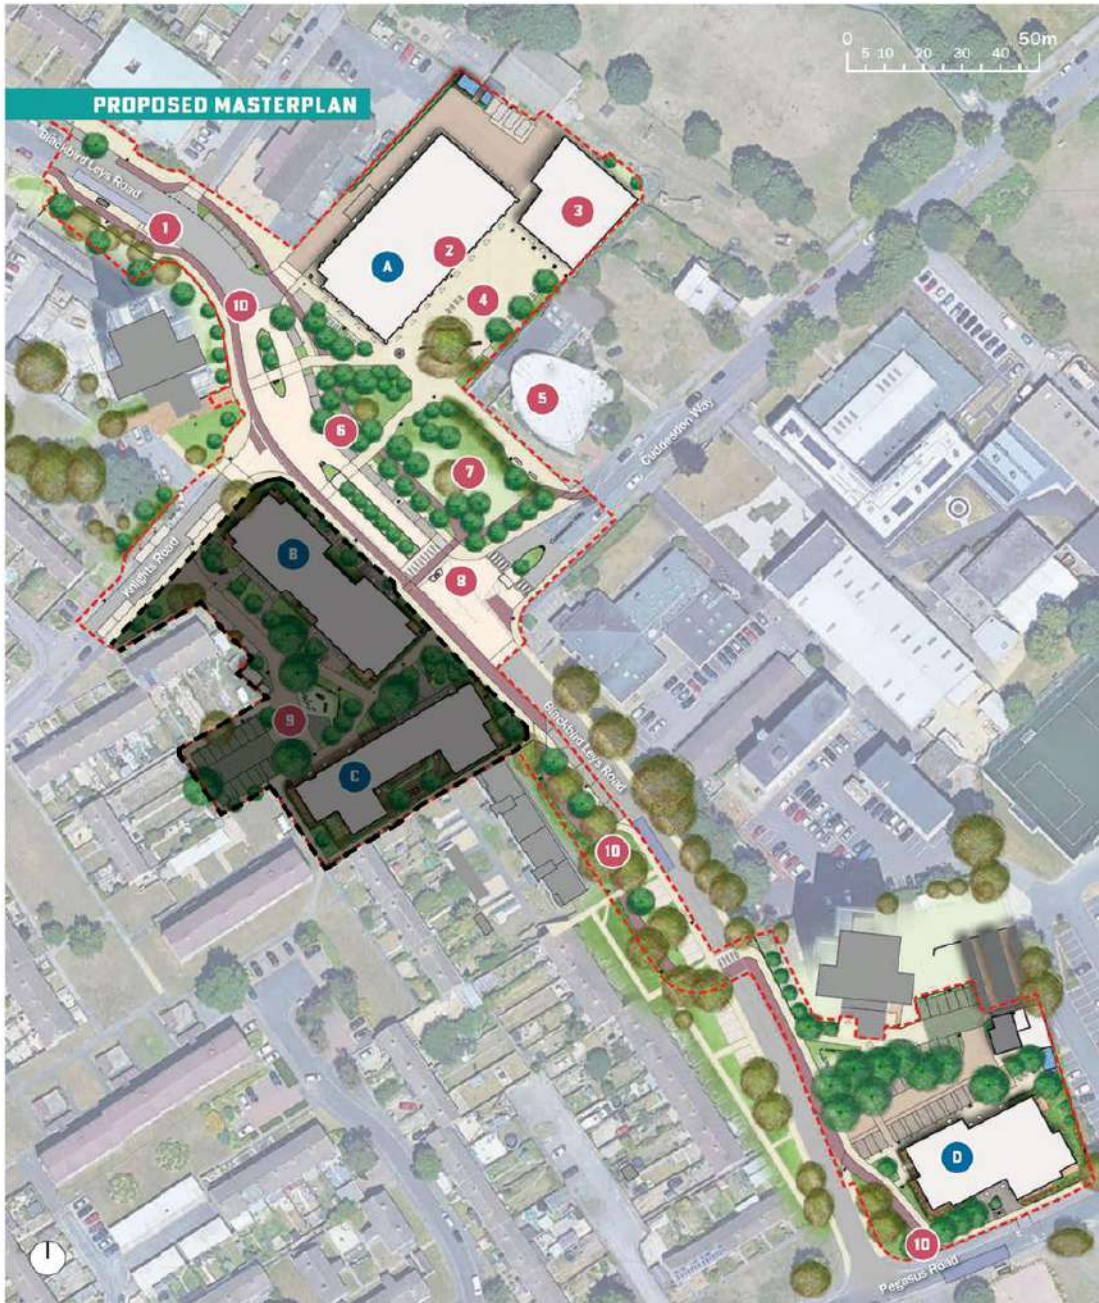 0 50m
5 10 20 30 40
PROPOSED MASTERPLAN
Blackbird Leys Road
1
2
3
A
10
4
5
6
Cuddesdon Way
7
Knights Road
B
8
9
C
Blackbird Leys Road
10
D
10
Pegasus Road